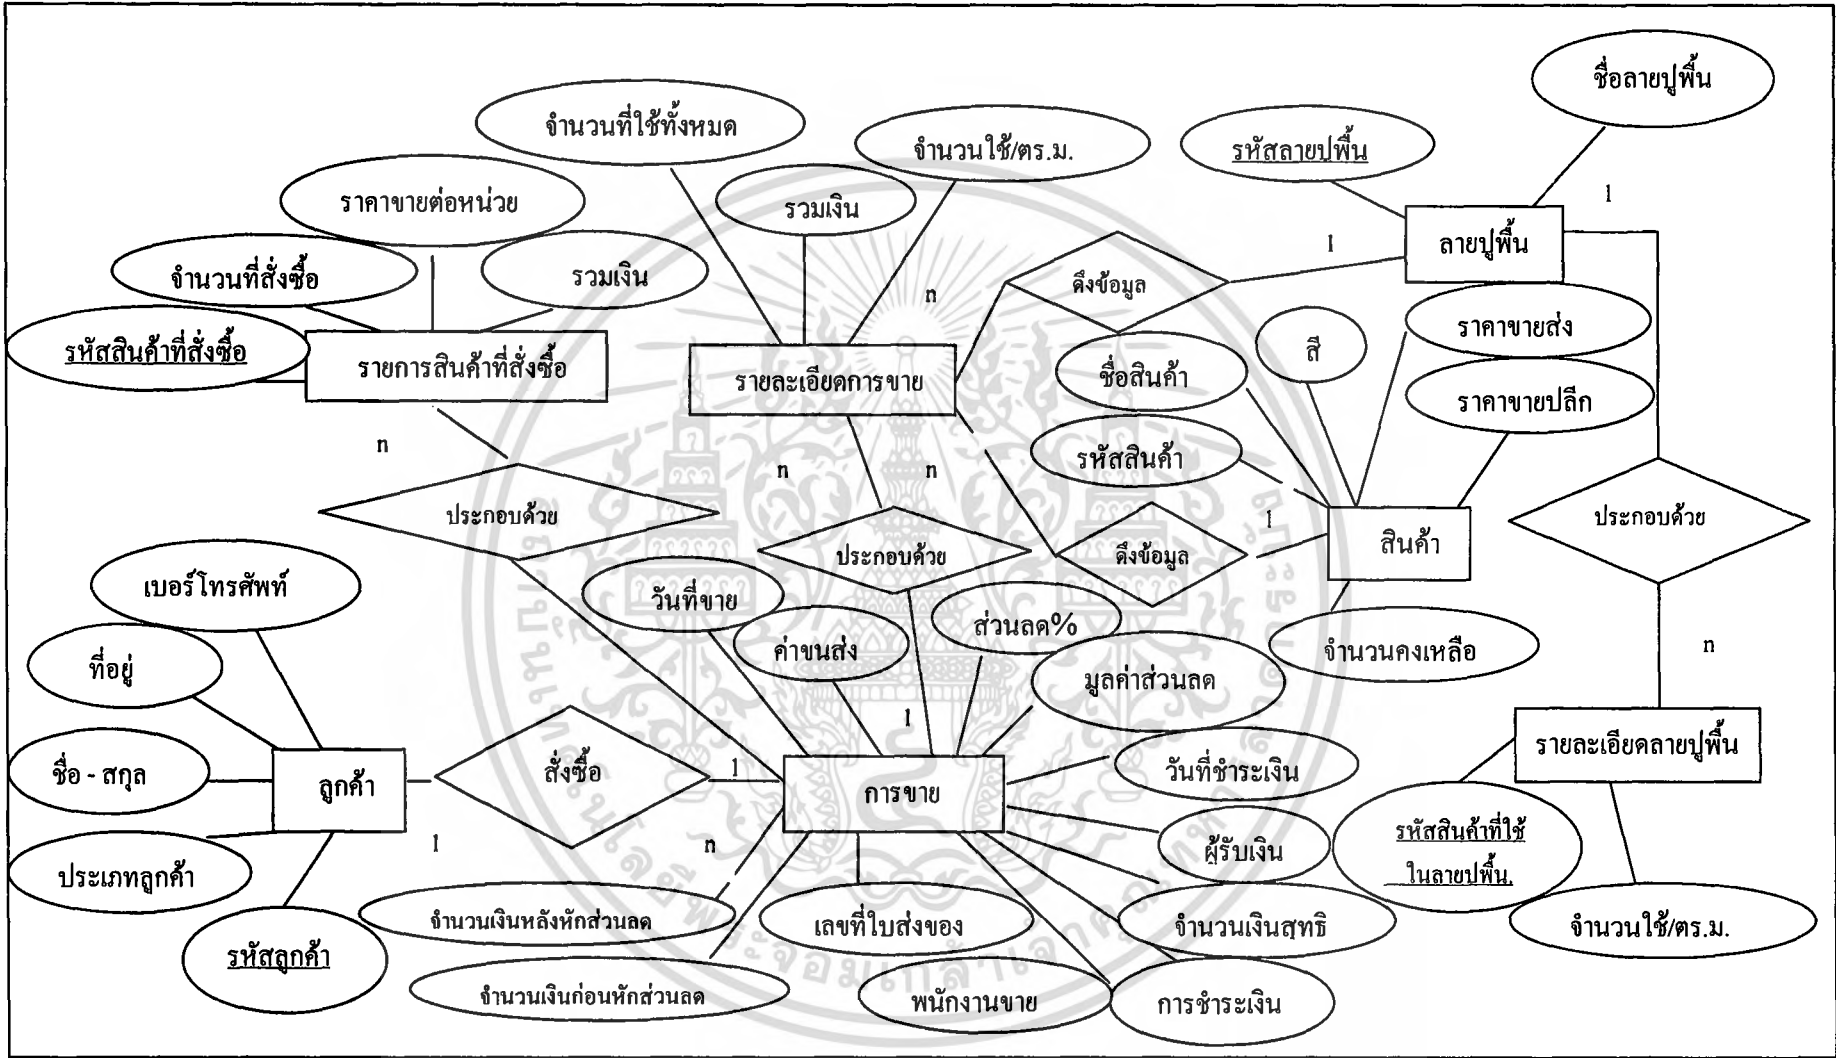 ชื่อลายปูพื้น
จำนวนที่ใช้ทั้งหมด
จำนวนใช้/ตร.ม.
รหัสลายปูพื้น
ราคาขายต่อหน่วย
รวมเงิน
1
ลายปูพื้น
1
จำนวนที่สั่งซื้อ
รวมเงิน
ดึงข้อมูล
n
รหัสสินค้าที่สั่งซื้อ
รายการสินค้าที่สั่งซื้อ
รายละเอียดการขาย
ชื่อสินค้า
สี
ราคาขายส่ง
ราคาขายปลีก
n
n
n
รหัสสินค้า
ประกอบด้วย
ประกอบด้วย
ดึงข้อมูล
1
สินค้า
ประกอบด้วย
เบอร์โทรศัพท์
วันที่ขาย
ค่าขนส่ง
ส่วนลด%
จำนวนคงเหลือ
n
ที่อยู่
มูลค่าส่วนลด
1
ชื่อ - สกุล
ลูกค้า
สั่งซื้อ
1
การขาย
วันที่ชำระเงิน
รายละเอียดลายปูพื้น
1
n
ผู้รับเงิน
รหัสสินค้าที่ใช้
ในลายปูพื้น.
ประเภทลูกค้า
จำนวนเงินหลังหักส่วนลด
เลขที่ใบส่งของ
จำนวนเงินสุทธิ
จำนวนใช้/ตร.ม.
รหัสลูกค้า
จำนวนเงินก่อนหักส่วนลด
พนักงานขาย
การชำระเงิน